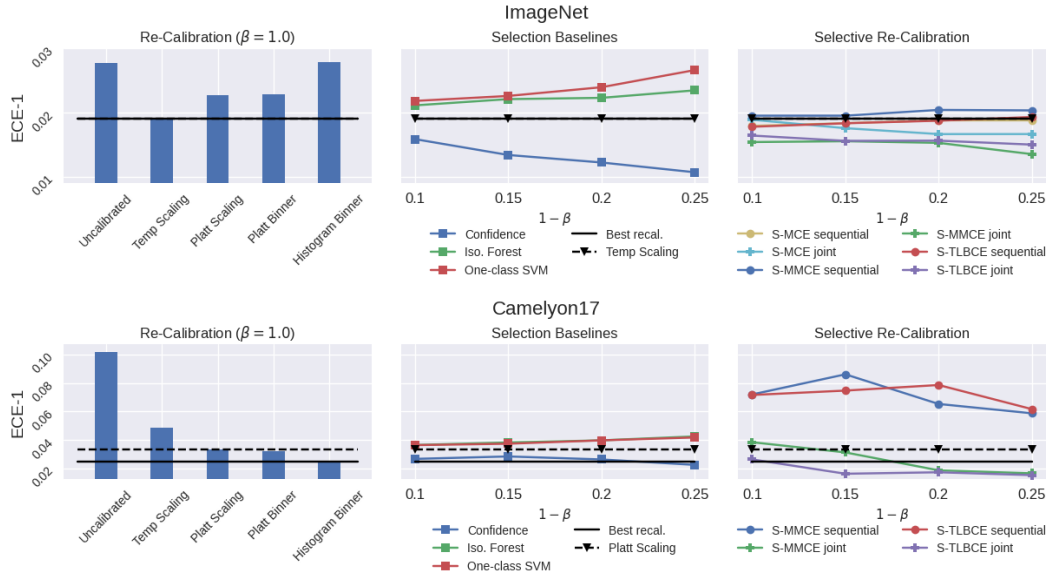 ImageNet
Re-Calibration (β = 1.0)
Selection Baselines
Selective Re-Calibration
ECE-1
0.03
0.02
0.01
Uncalibrated
Temp Scaling
Platt Scaling
Platt Binner
Histogram Binner
0.1 0.15 0.2 0.25
1 − β
0.1 0.15 0.2 0.25
1 − β
Confidence
Iso. Forest
One-class SVM
Best recal.
Temp Scaling
S-MCE sequential
S-MCE joint
S-MMCE sequential
S-MMCE joint
S-TLBCE sequential
S-TLBCE joint
Camelyon17
Re-Calibration (β = 1.0)
Selection Baselines
Selective Re-Calibration
ECE-1
0.10
0.08
0.06
0.04
0.02
Uncalibrated
Temp Scaling
Platt Scaling
Platt Binner
Histogram Binner
0.1 0.15 0.2 0.25
1 − β
0.1 0.15 0.2 0.25
1 − β
Confidence
Iso. Forest
One-class SVM
Best recal.
Platt Scaling
S-MMCE sequential
S-MMCE joint
S-TLBCE sequential
S-TLBCE joint